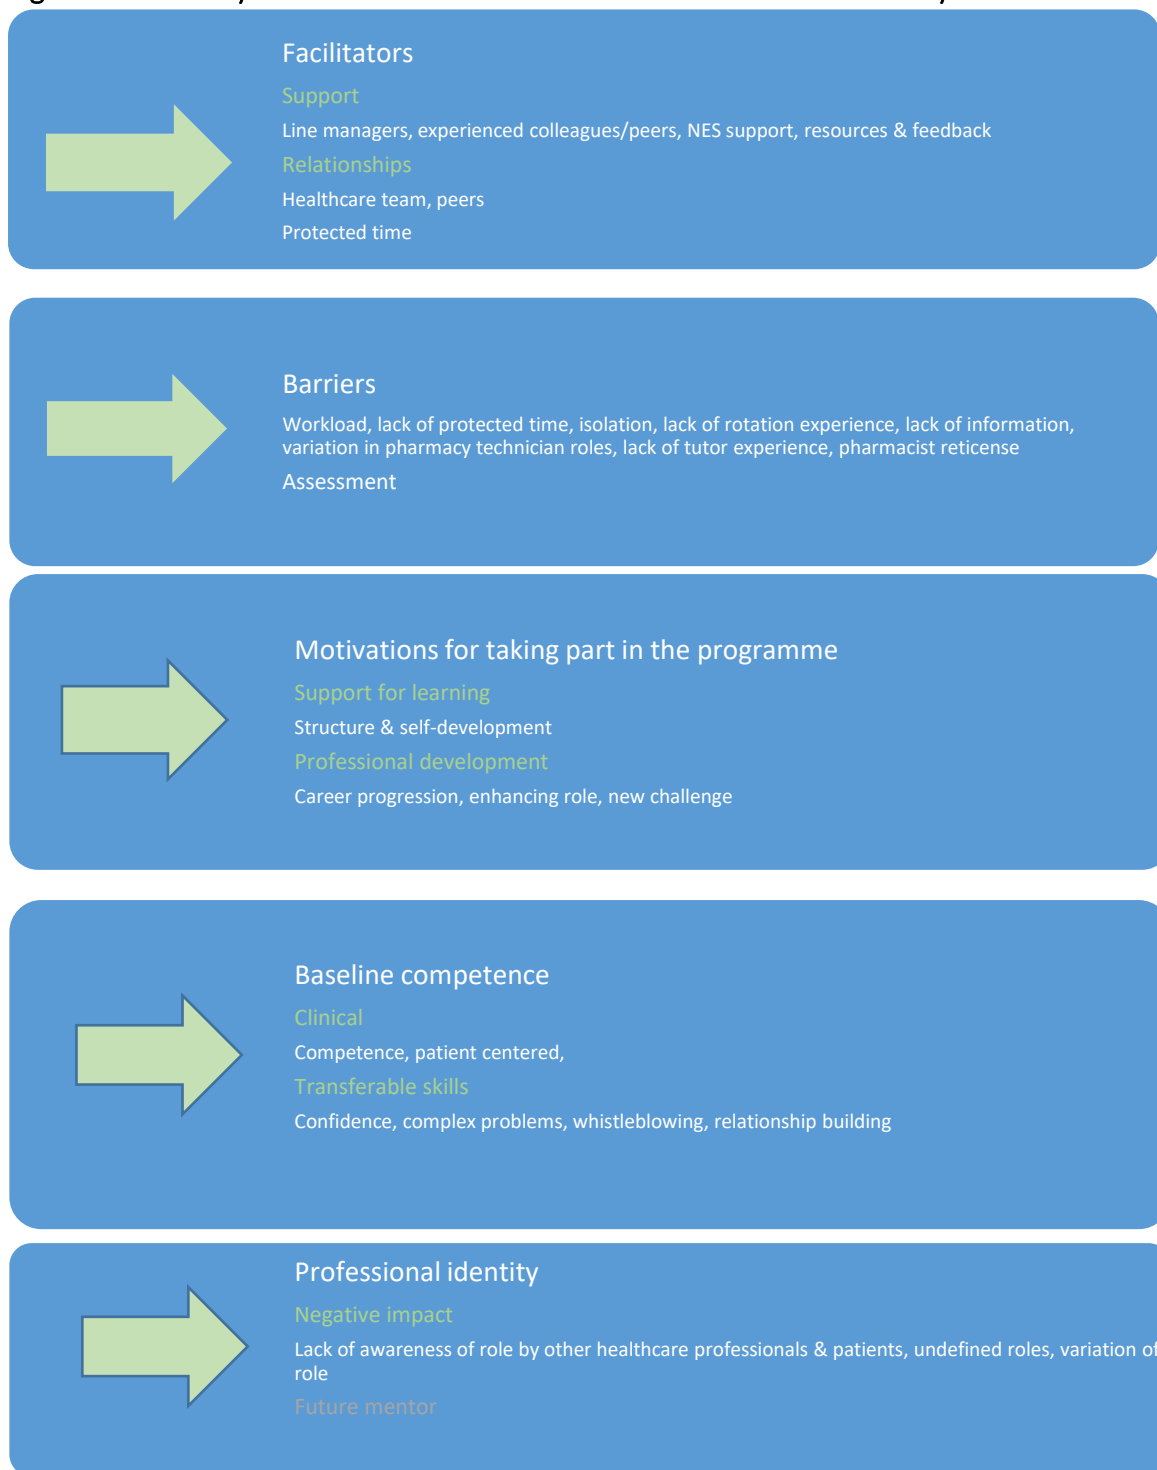 Facilitators
Support
Line managers, experienced colleagues/peers, NES support, resources & feedback
Relationships
Healthcare team, peers
Protected time
Barriers
Workload, lack of protected time, isolation, lack of rotation experience, lack of information,
variation in pharmacy technician roles, lack of tutor experience, pharmacist reticense
Assessment
Motivations for taking part in the programme
Support for learning
Structure & self-development
Professional development
Career progression, enhancing role, new challenge
Baseline competence
Clinical
Competence, patient centered,
Transferable skills
Confidence, complex problems, whistleblowing, relationship building
Professional identity
Negative impact
Lack of awareness of role by other healthcare professionals & patients, undefined roles, variation of
role
Future mentor